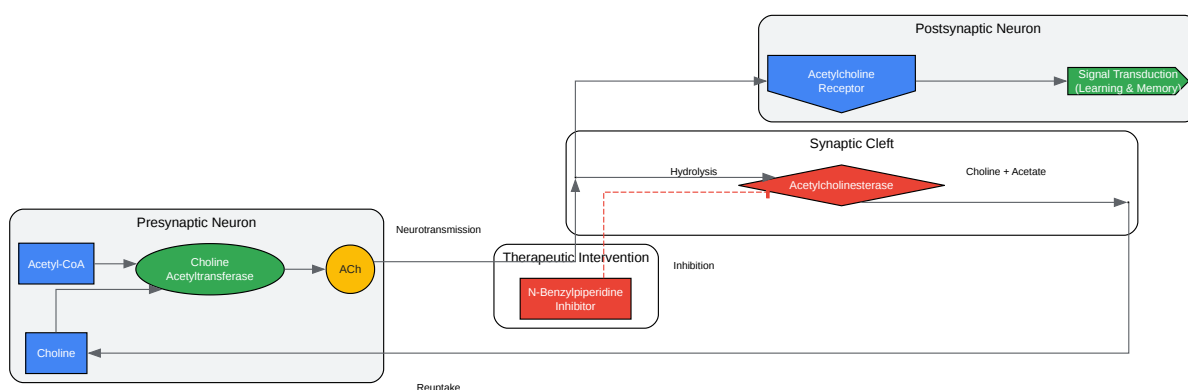 Postsynaptic Neuron
Acetylcholine
Receptor
Signal Transduction
(Learning & Memory)
Synaptic Cleft
Hydrolysis
Acetylcholinesterase
Choline + Acetate
Presynaptic Neuron
Neurotransmission
Acetyl-CoA
Choline
Acetyltransferase
ACh
Therapeutic Intervention
Inhibition
N-Benzylpiperidine
Inhibitor
Choline
Reuptake